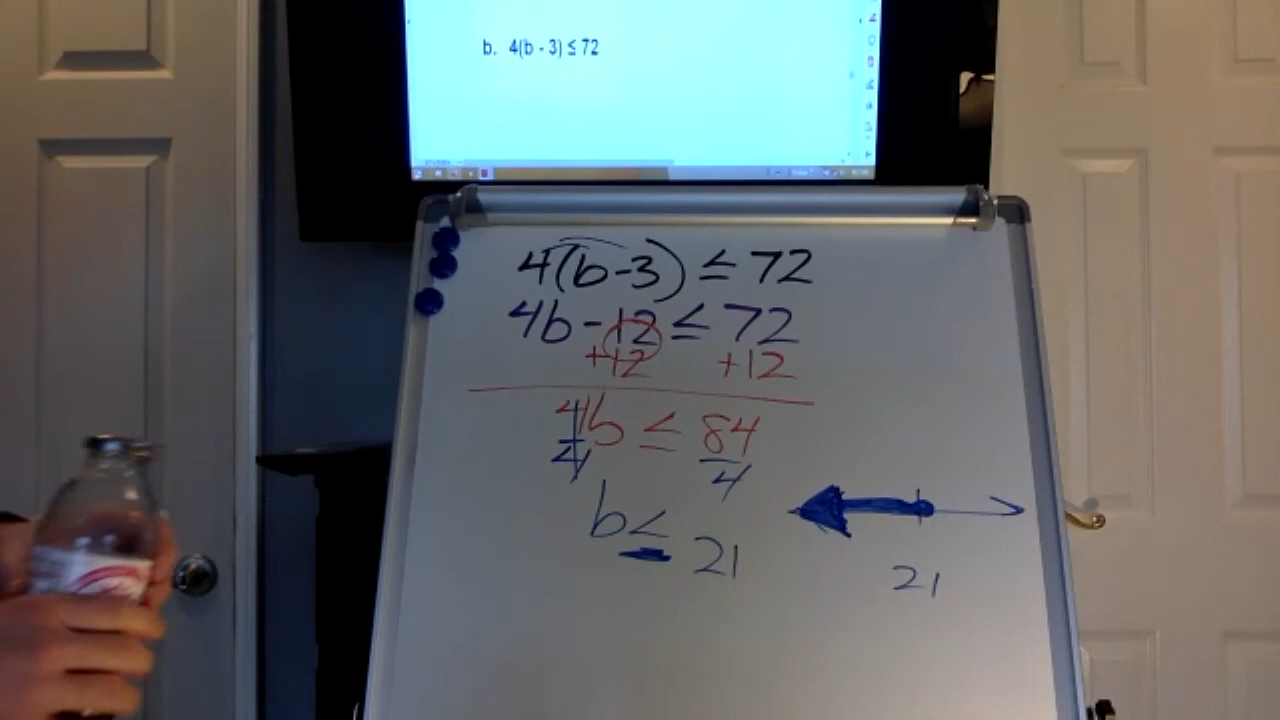 b. 4(b - 3) ≤ 72
4(b-3) ≤ 72
4b - 12 ≤ 72
+12 +12
4b ≤ 84
4 4
b ≤ 21
21